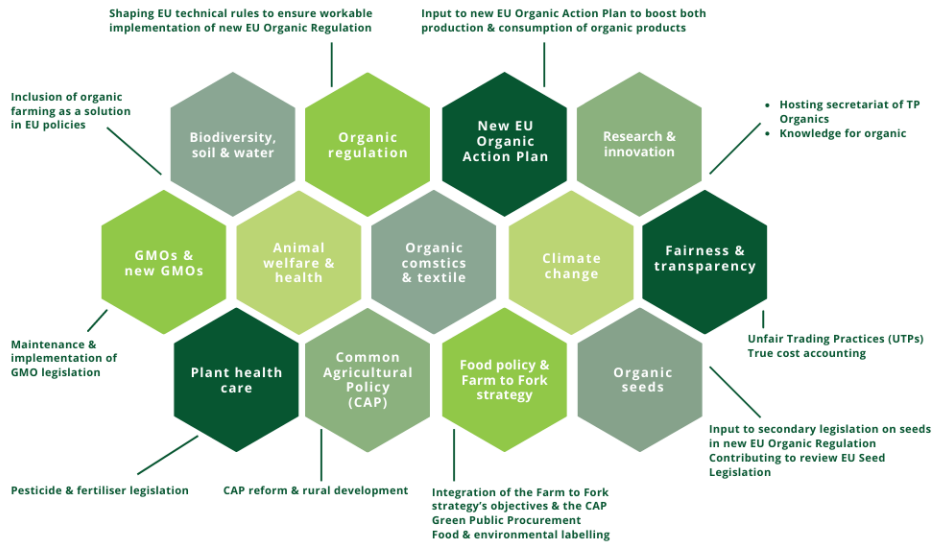 Shaping EU technical rules to ensure workable
implementation of new EU Organic Regulation
Input to new EU Organic Action Plan to boost both
production & consumption of organic products
Inclusion of organic
farming as a solution
in EU policies
• Hosting secretariat of TP
Organics
• Knowledge for organic
Biodiversity,
soil & water
Organic
regulation
New EU
Organic
Action Plan
Research &
innovation
GMOs &
new GMOs
Animal
welfare &
health
Organic
comstics
& textile
Climate
change
Fairness &
transparency
Maintenance &
implementation of
GMO legislation
Unfair Trading Practices (UTPs)
True cost accounting
Plant health
care
Common
Agricultural
Policy
(CAP)
Food policy &
Farm to Fork
strategy
Organic
seeds
Input to secondary legislation on seeds
in new EU Organic Regulation
Contributing to review EU Seed
Legislation
Pesticide & fertiliser legislation
CAP reform & rural development
Integration of the Farm to Fork
strategy's objectives & the CAP
Green Public Procurement
Food & environmental labelling